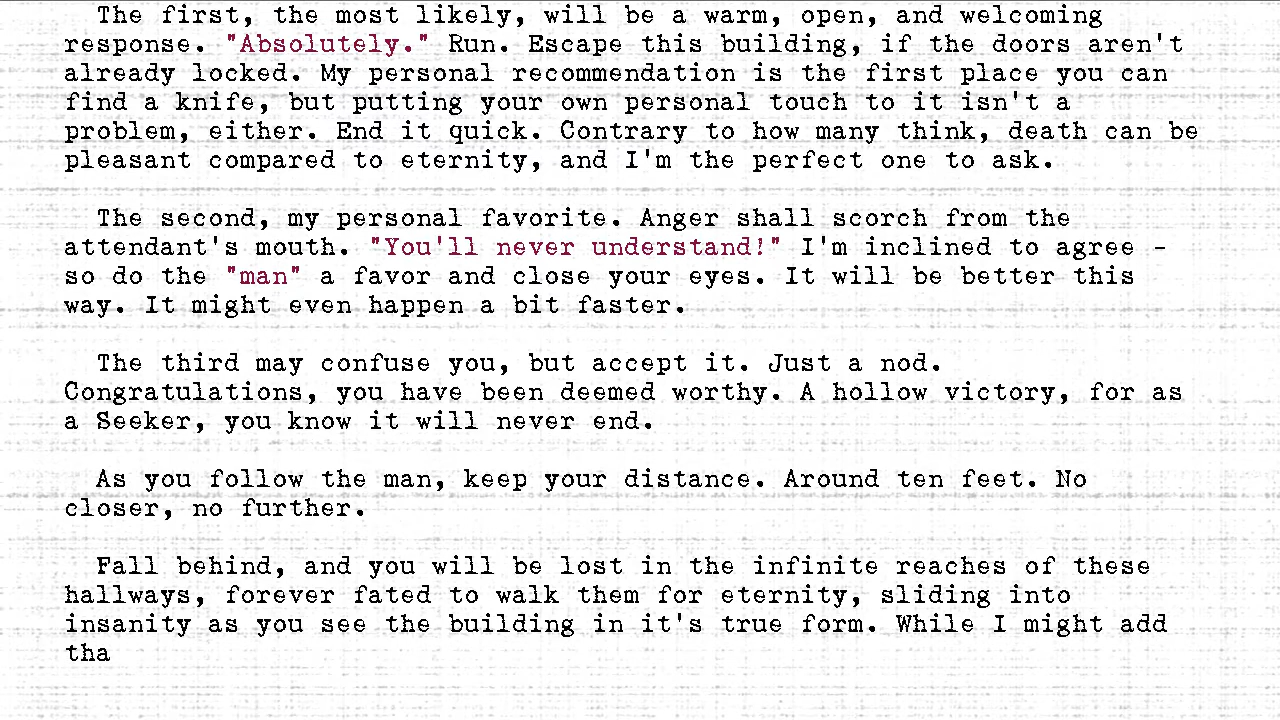 The first, the most likely, will be a warm, open, and welcoming
response. "Absolutely." Run. Escape this building, if the doors aren't
already locked. My personal recommendation is the first place you can
find a knife, but putting your own personal touch to it isn't a
problem, either. End it quick. Contrary to how many think, death can be
pleasant compared to eternity, and I'm the perfect one to ask.
The second, my personal favorite. Anger shall scorch from the
attendant's mouth. "You'll never understand!" I'm inclined to agree -
so do the "man" a favor and close your eyes. It will be better this
way. It might even happen a bit faster.
The third may confuse you, but accept it. Just a nod.
Congratulations, you have been deemed worthy. A hollow victory, for as
a Seeker, you know it will never end.
As you follow the man, keep your distance. Around ten feet. No
closer, no further.
Fall behind, and you will be lost in the infinite reaches of these
hallways, forever fated to walk them for eternity, sliding into
insanity as you see the building in it's true form. While I might add
tha